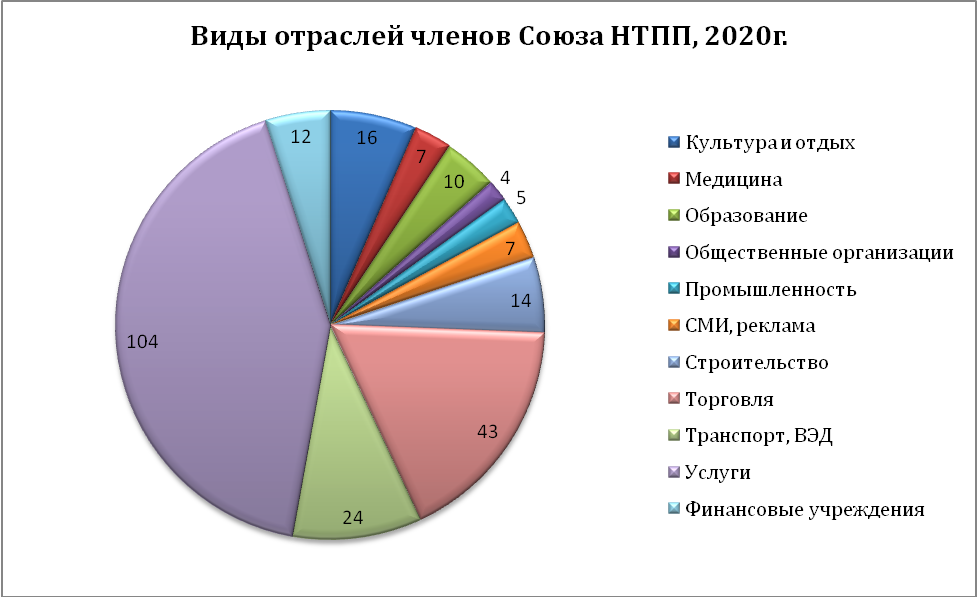 Виды отраслей членов Союза НТПП, 2020г.
16
7
10
4
5
7
14
43
24
104
12
Культура и отдых
Медицина
Образование
Общественные организации
Промышленность
СМИ, реклама
Строительство
Торговля
Транспорт, ВЭД
Услуги
Финансовые учреждения